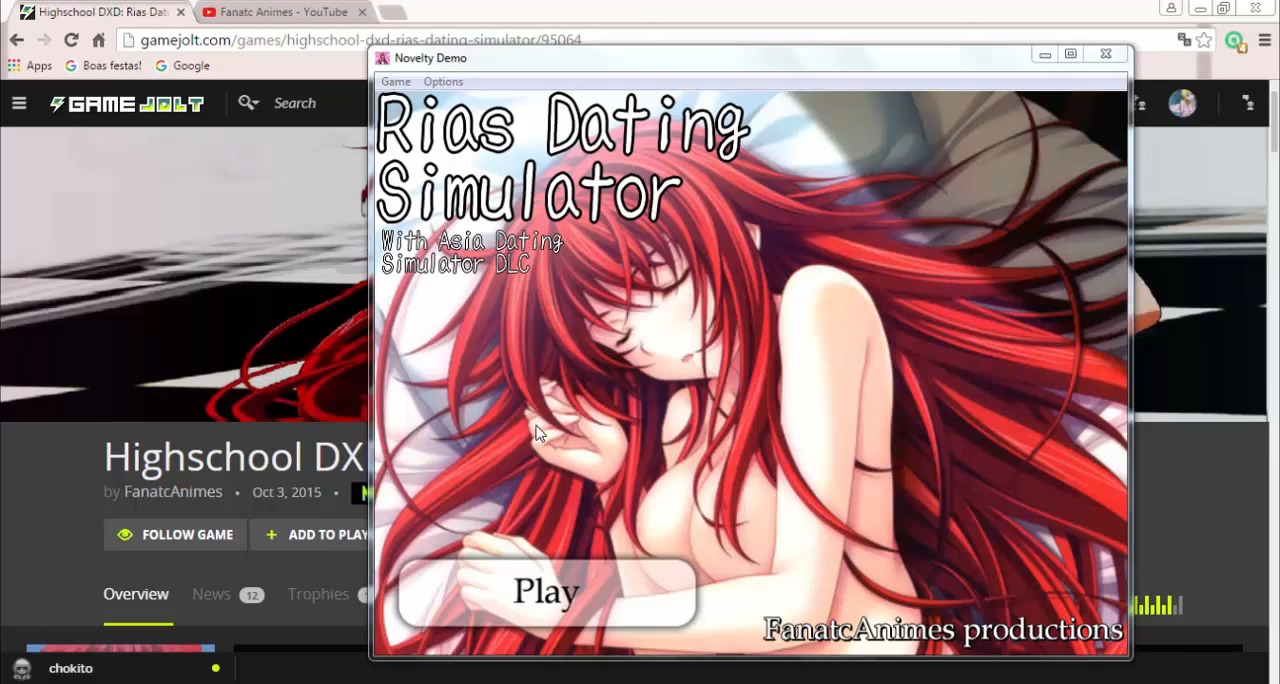 Highschool DXD: Rias Dat
Fanatc Animes - YouTube
gamejolt.com/games/highschool-dxd-rias-dating-simulator/95064
Apps
Boas festas!
Google
Novelty Demo
Game
Options
GAME JOLT
Search
Rias Dating
Simulator
With Asia Dating
Simulator DLC
Highschool DX
by FanatcAnimes • Oct 3, 2015 •
FOLLOW GAME
ADD TO PLAY
Overview
News 12
Trophies
Play
FanatcAnimes productions
chokito